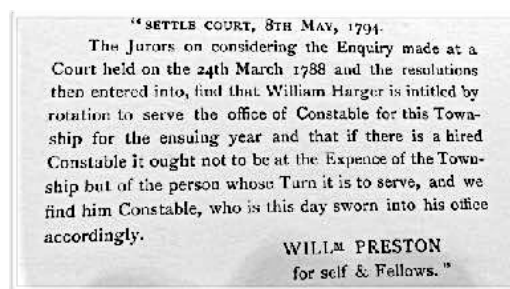 “SETTLE COURT, 8TH MAY, 1794.
The Jurors on considering the Enquiry made at a
Court held on the 24th March 1788 and the resolutions
then entered into, find that William Harger is intitled by
rotation to serve the office of Constable for this Town-
ship for the ensuing year and that if there is a hired
Constable it ought not to be at the Expence of the Town-
ship but of the person whose Turn it is to serve, and we
find him Constable, who is this day sworn into his office
accordingly.
WILLM PRESTON
for self & Fellows.”